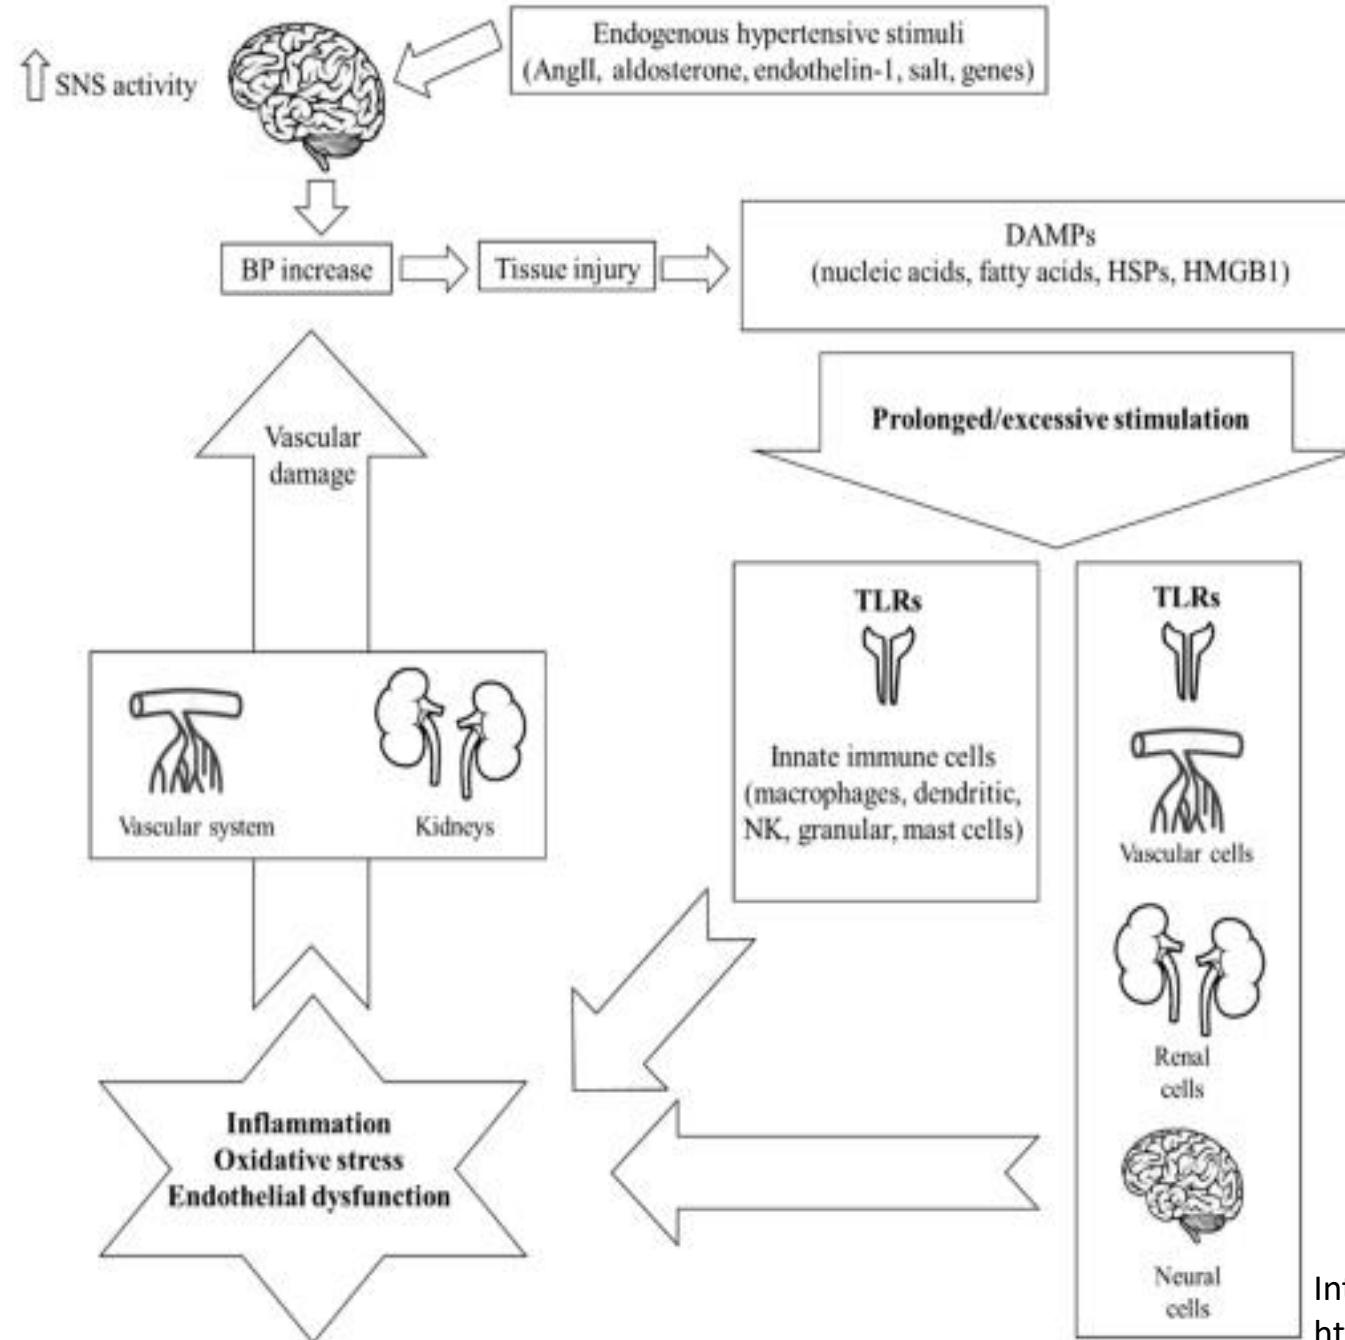 Endogenous hypertensive stimuli
(AngII, aldosterone, endothelin-1, salt, genes)
SNS activity
BP increase
Tissue injury
DAMPs
(nucleic acids, fatty acids, HSPs, HMGB1)
Prolonged/excessive stimulation
Vascular
damage
TLRs
Innate immune cells
(macrophages, dendritic,
NK, granular, mast cells)
TLRs
Vascular cells
Renal
cells
Neural
cells
Vascular system
Kidneys
Inflammation
Oxidative stress
Endothelial dysfunction